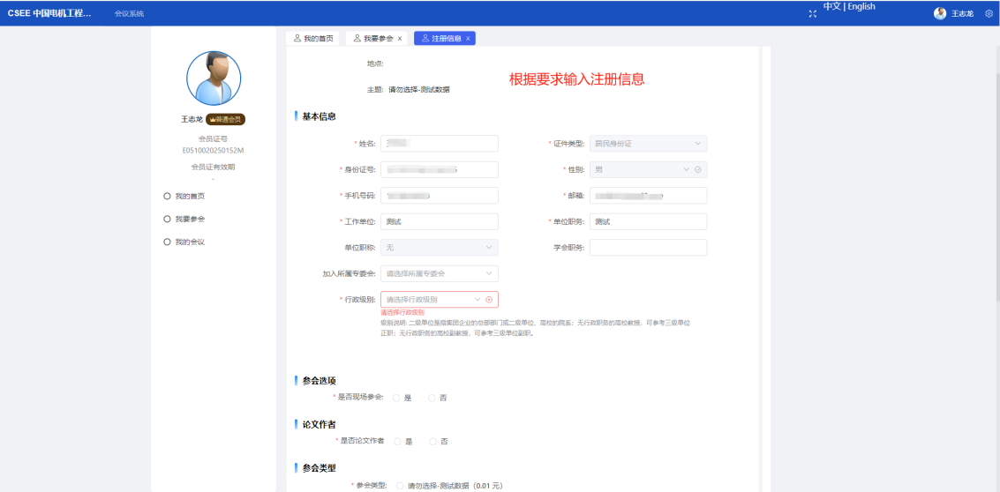 CSEE 中国电机工程... 会议系统 中文 | English 王志龙
我的首页 我要参会 x 注册信息 x
地点:
根据要求输入注册信息
主题: 请勿选择-测试数据
王志龙 普通会员
会员证号
E0510020250152M
会员证有效期
-
我的首页
我要参会
我的会议
基本信息
* 姓名: * 证件类型: 居民身份证
* 身份证号: * 性别: 男
* 手机号码: * 邮箱:
* 工作单位: 测试 * 单位职务: 测试
单位职称: 无 学会职务:
加入所属专委会: 请选择所属专委会
* 行政级别: 请选择行政级别
请选择行政级别
级别说明: 二级单位是指集团企业的总部部门或二级单位，高校的院系；无行政职务的高校教授，可参考三级单位
正职；无行政职务的高校副教授，可参考三级单位副职。
参会选项
* 是否现场参会: 是 否
论文作者
* 是否论文作者 是 否
参会类型
* 参会类型: 请勿选择-测试数据（0.01 元）